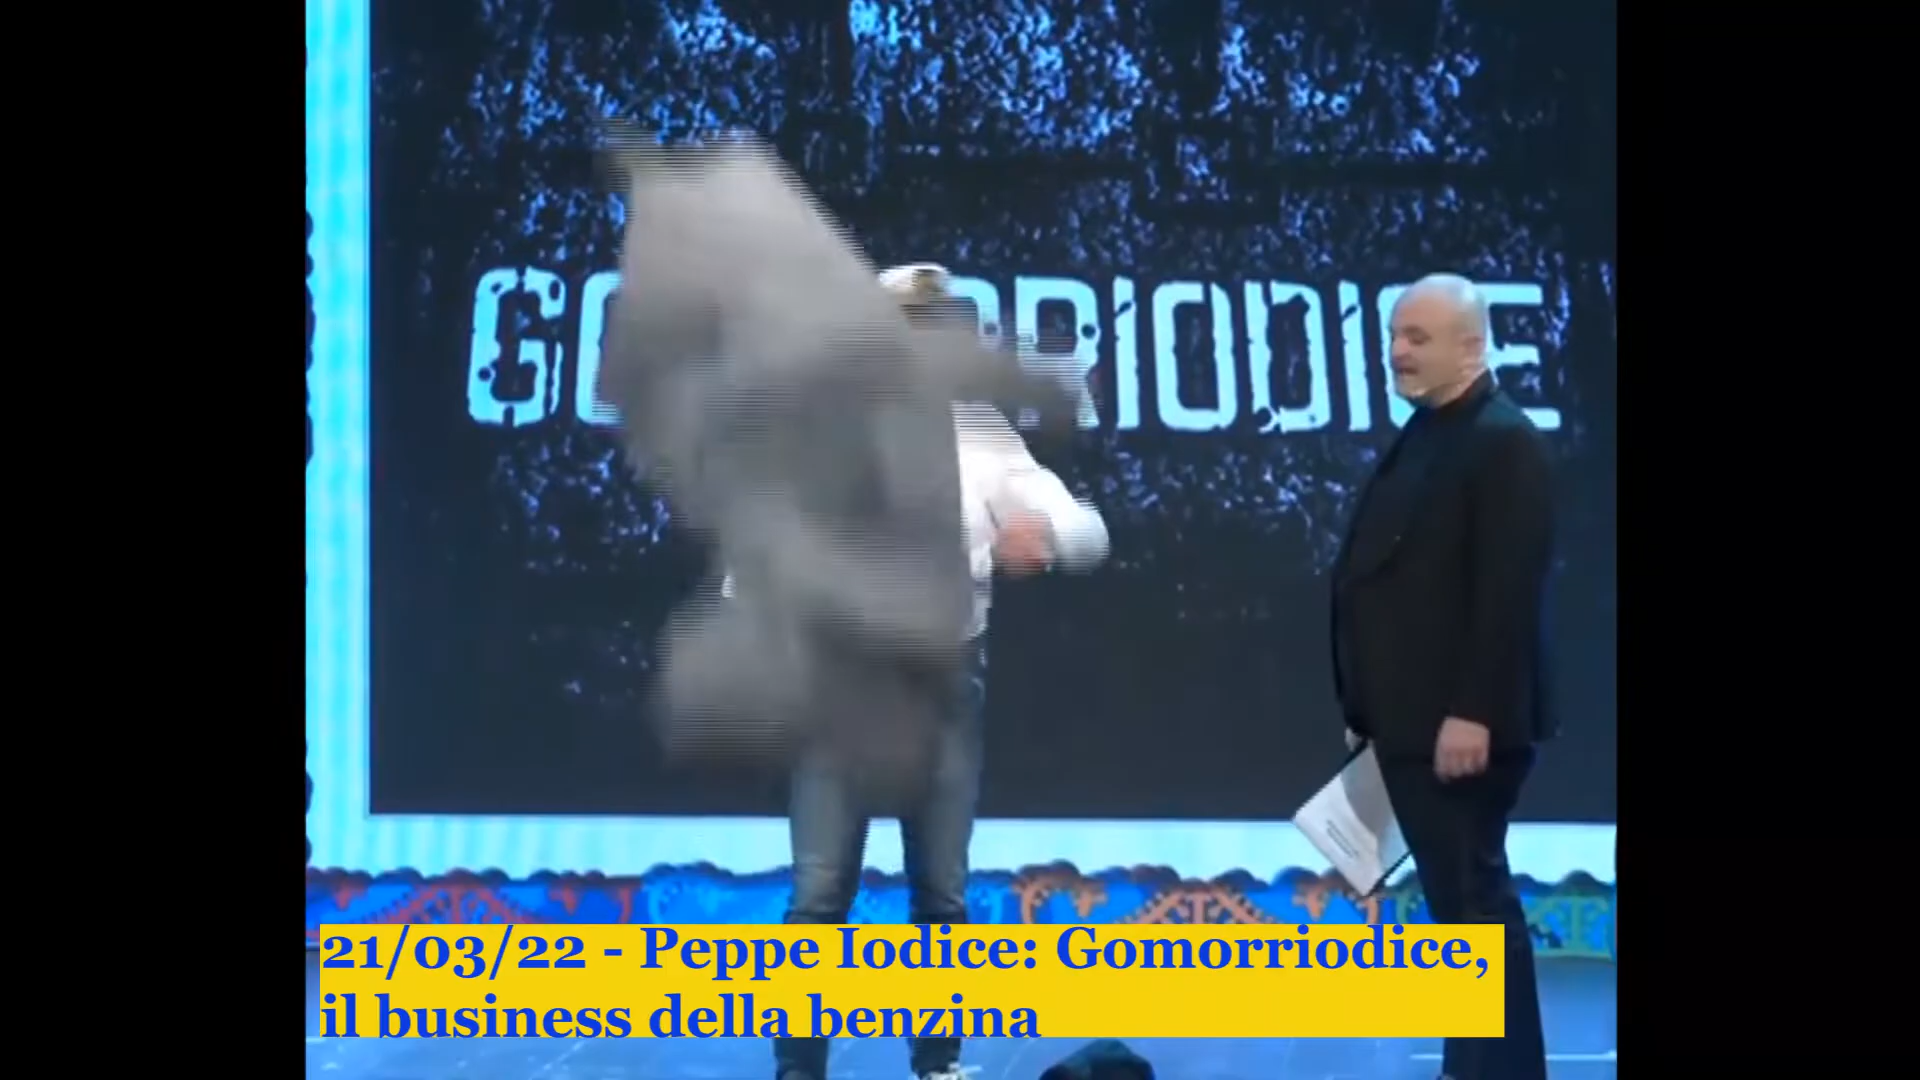 GOMORRIODICE
21/03/22 - Peppe Iodice: Gomorriodice,
il business della benzina